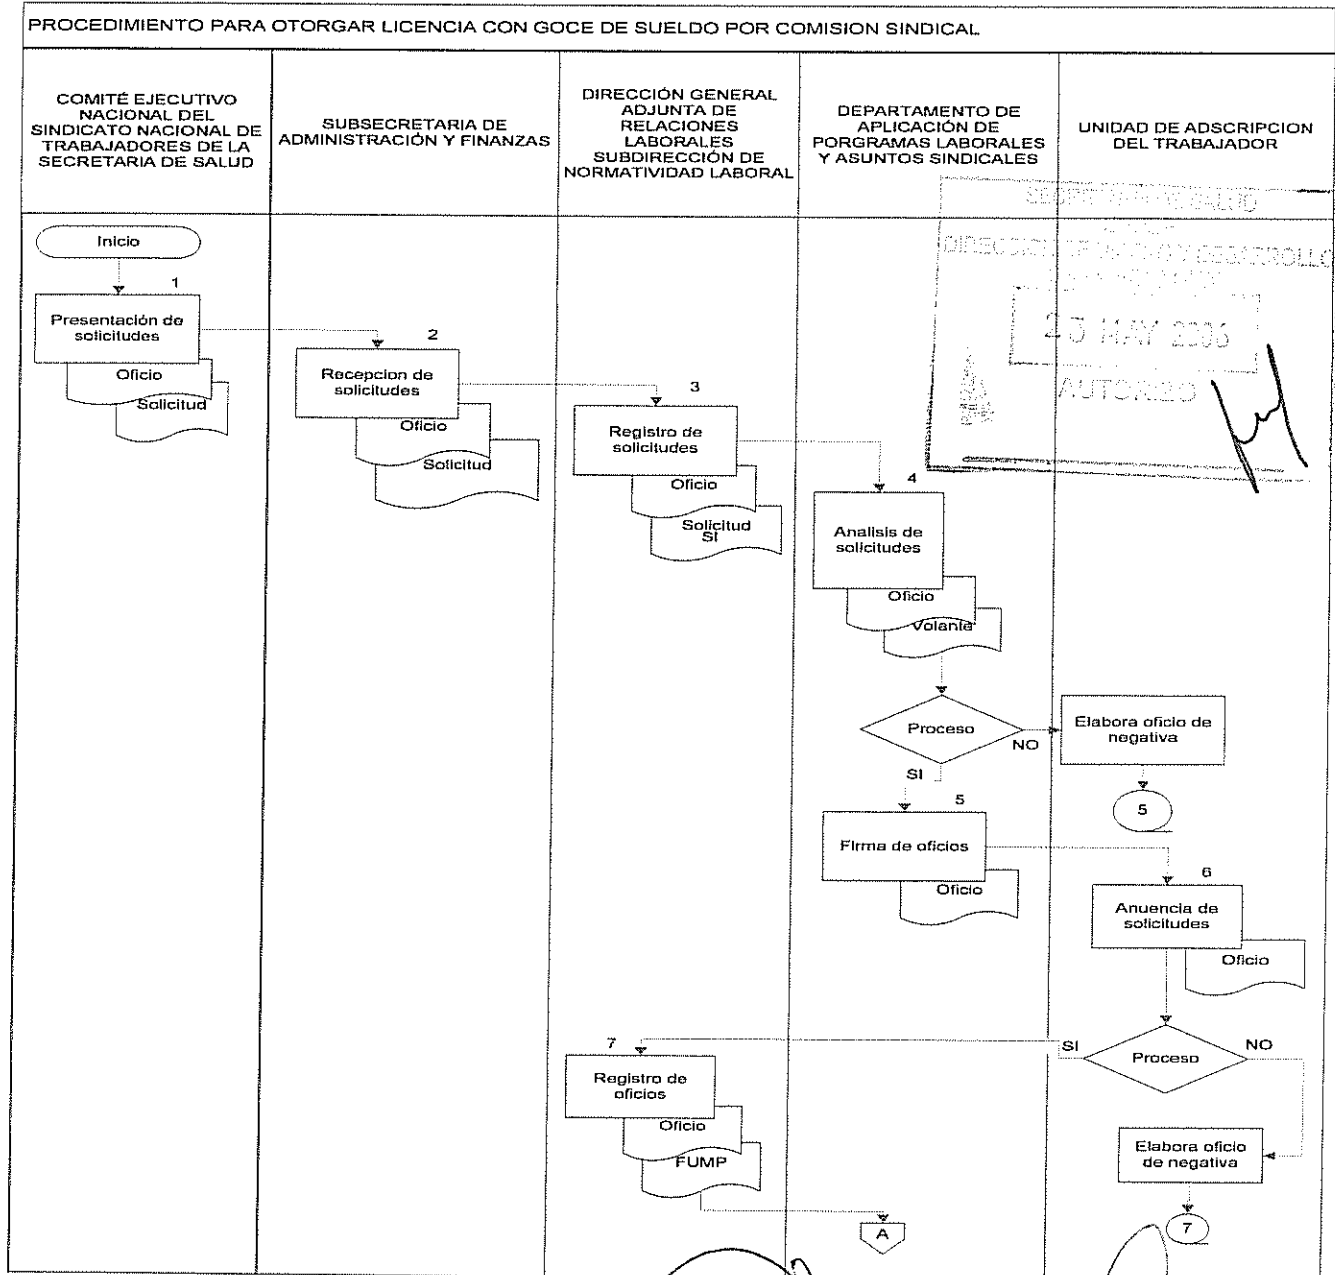 PROCEDIMIENTO PARA OTORGAR LICENCIA CON GOCE DE SUELDO POR COMISION SINDICAL
COMITÉ EJECUTIVO
NACIONAL DEL
SINDICATO NACIONAL DE
TRABAJADORES DE LA
SECRETARIA DE SALUD
SUBSECRETARIA DE
ADMINISTRACIÓN Y FINANZAS
DIRECCIÓN GENERAL
ADJUNTA DE
RELACIONES
LABORALES
SUBDIRECCIÓN DE
NORMATIVIDAD LABORAL
DEPARTAMENTO DE
APLICACIÓN DE
PORGRAMAS LABORALES
Y ASUNTOS SINDICALES
UNIDAD DE ADSCRIPCION
DEL TRABAJADOR
SALUD
MAY
AUTORIZO
Inicio
1
Presentación de
solicitudes
Oficio
Solicitud
2
Recepcion de
solicitudes
Oficio
Solicitud
3
Registro de
solicitudes
Oficio
Solicitud
SI
4
Analisis de
solicitudes
Oficio
Volante
Proceso
NO
SI
Elabora oficio de
negativa
5
5
Firma de oficios
Oficio
6
Anuencia de
solicitudes
Oficio
Proceso
SI
NO
7
Registro de
oficios
Oficio
FUMP
A
Elabora oficio
de negativa
7